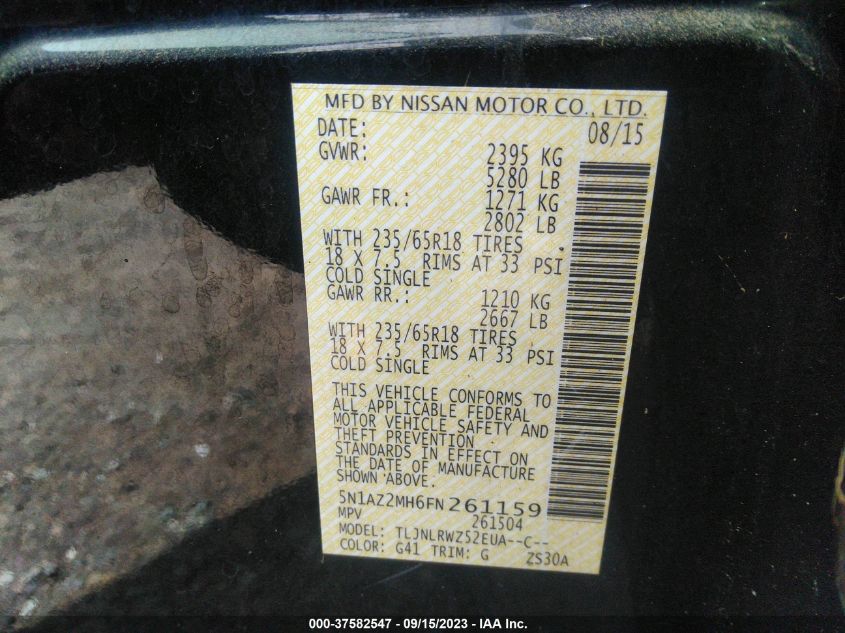 MFD BY NISSAN MOTOR CO., LTD.
DATE: 08/15
GVWR: 2395 KG
5280 LB
GAWR FR.: 1271 KG
2802 LB
WITH 235/65R18 TIRES
18 X 7.5 RIMS AT 33 PSI
COLD SINGLE
GAWR RR.: 1210 KG
2667 LB
WITH 235/65R18 TIRES
18 X 7.5 RIMS AT 33 PSI
COLD SINGLE
THIS VEHICLE CONFORMS TO
ALL APPLICABLE FEDERAL
MOTOR VEHICLE SAFETY AND
THEFT PREVENTION
STANDARDS IN EFFECT ON
THE DATE OF MANUFACTURE
SHOWN ABOVE.
5N1AZ2MH6FN261159
MPV 261504
MODEL: TLJNLRWZ52EUA--C--
COLOR: G41 TRIM: G ZS30A
000-37582547 - 09/15/2023 - IAA Inc.